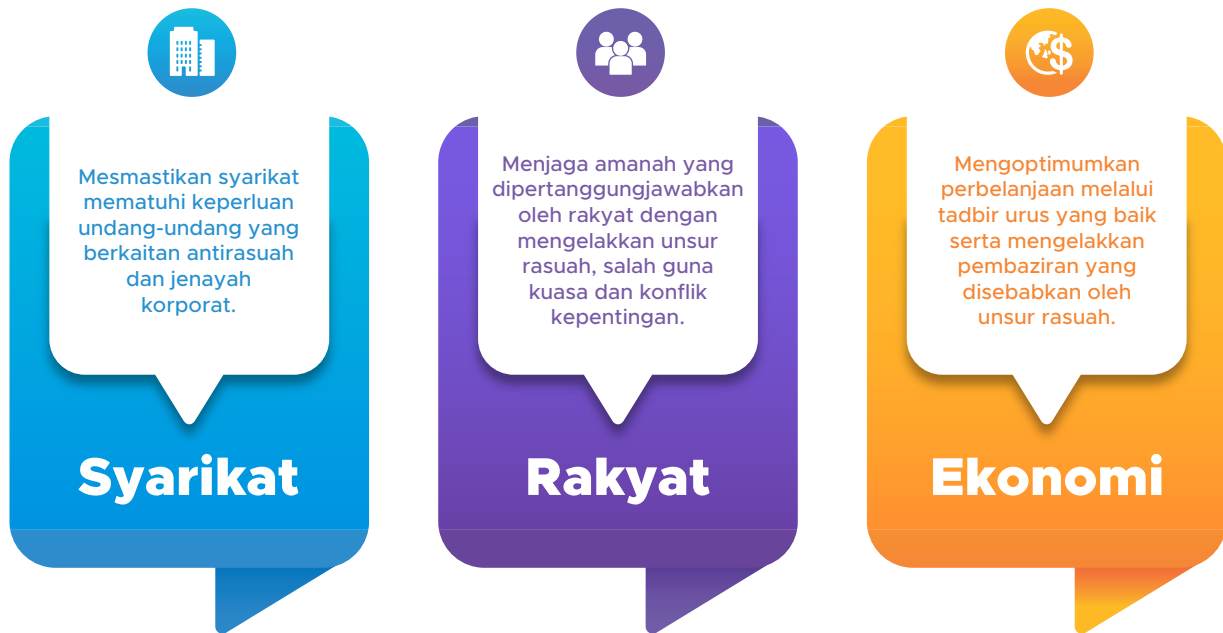 Mesmastikan syarikat
mematuhi keperluan
undang-undang yang
berkaitan antirasuah
dan jenayah
korporat.
Syarikat
Menjaga amanah yang
dipertanggungjawabkan
oleh rakyat dengan
mengelakkan unsur
rasuah, salah guna
kuasa dan konflik
kepentingan.
Rakyat
Mengoptimumkan
perbelanjaan melalui
tadbir urus yang baik
serta mengelakkan
pembaziran yang
disebabkan oleh
unsur rasuah.
Ekonomi